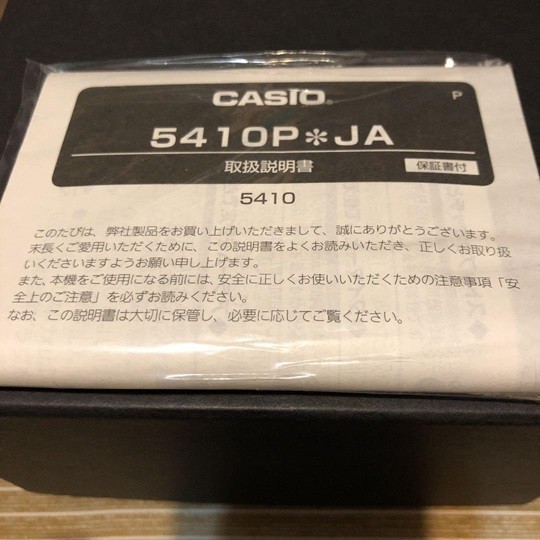 CASIO®
P
5410P*JA
取扱説明書 保証書付
5410
このたびは、弊社製品をお買い上げいただきまして、誠にありがとうございます。
末長くご愛用いただくために、この説明書をよくお読みいただき、正しくお取り扱
いくださいますようお願い申し上げます。
また、本機をご使用になる前には、安全に正しくお使いいただくための注意事項「安
全上のご注意」を必ずお読みください。
なお、この説明書は大切に保管し、必要に応じてご覧ください。